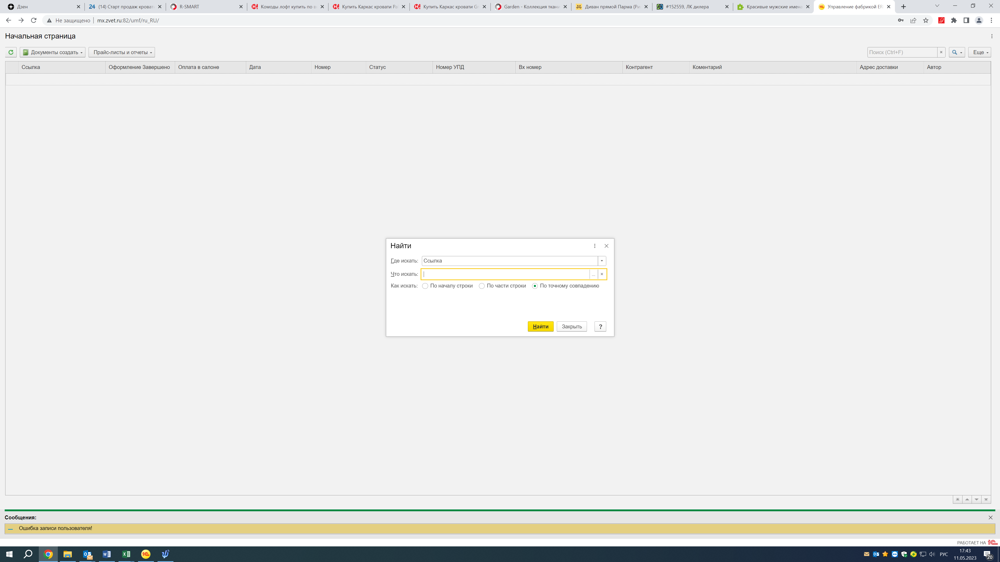 Дзен
24 (14) Старт продаж кровати
R-SMART
Комоды лофт купить по в
Купить Каркас кровати Ра
Купить Каркас кровати Gr
Garden - Коллекция ткани
Диван прямой Парма (Ри
#152559, ЛК дилера
Красивые мужские имена
Управление фабрикой ER
Не защищено
mx.zvet.ru:82/umf/ru_RU/
Начальная страница
Документы создать
Прайс-листы и отчеты
Поиск (Ctrl+F)
×
Еще
Ссылка
Оформление Завершено
Оплата в салоне
Дата
Номер
Статус
Номер УПД
Вх номер
Контрагент
Коментарий
Адрес доставки
Автор
Найти
Где искать:
Ссылка
Что искать:
...
×
Как искать:
По началу строки
По части строки
По точному совпадению
Найти
Закрыть
?
Сообщения:
Ошибка записи пользователя!
РАБОТАЕТ НА 1С
РУС
17:43
11.05.2023
20